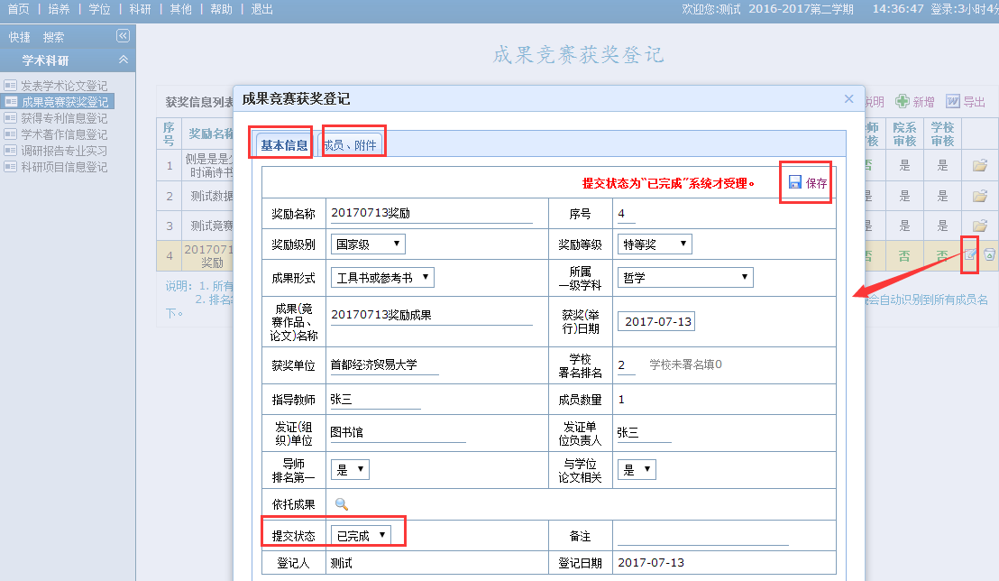 首页 | 培养 | 学位 | 科研 | 其他 | 帮助 | 退出
欢迎您:测试 2016-2017第二学期 14:36:47 登录:3小时4分
快捷 搜索
学术科研
发表学术论文登记
成果竞赛获奖登记
获得专利信息登记
学术著作信息登记
调研报告专业实习
科研项目信息登记
成果竞赛获奖登记
获奖信息列表
说明 新增 导出
序号 奖励名称 院系审核 学校审核
1 时诵诗书 是 是
2 测试数据 是 是 是
3 测试竞赛 是 是 是
4 2017071 奖励 否 否 否
说明: 1. 所有
2. 排名
会自动识别到所有成员名
下。
成果竞赛获奖登记
基本信息 成员、附件
提交状态为“已完成”系统才受理。 保存
奖励名称 20170713奖励 序号 4
奖励级别 国家级 奖励等级 特等奖
成果形式 工具书或参考书 所属一级学科 哲学
成果(竞赛作品、论文)名称 20170713奖励成果 获奖(举行)日期 2017-07-13
获奖单位 首都经济贸易大学 学校署名排名 2 学校未署名填0
指导教师 张三 成员数量 1
发证(组织)单位 图书馆 发证单位负责人 张三
导师排名第一 是 与学位论文相关 是
依托成果
提交状态 已完成 备注
登记人 测试 登记日期 2017-07-13